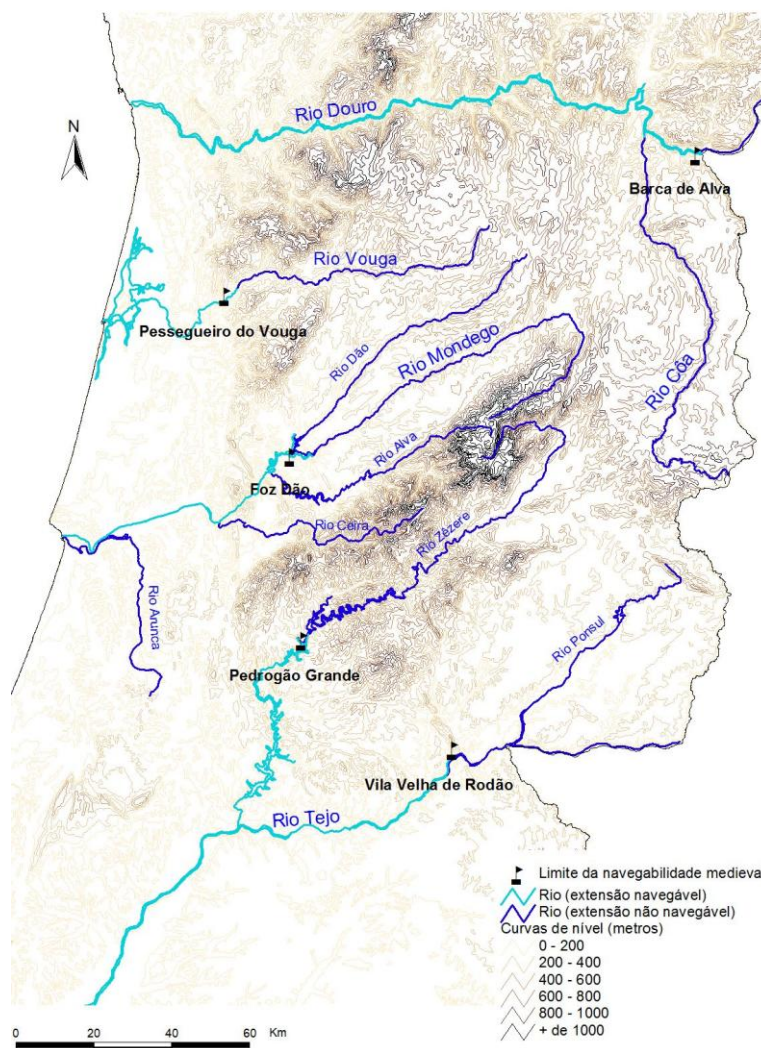 Rio Douro
N
Barca de Alva
Rio Vouga
Pessegueiro do Vouga
Rio Dão
Rio Mondego
Rio Côa
Rio Alva
Foz Dão
Rio Ceira
Rio Zêzere
Rio Arunca
Rio Ponsul
Pedrogão Grande
Vila Velha de Rodão
Rio Tejo
Limite da navegabilidade medieva
Rio (extensão navegável)
Rio (extensão não navegável)
Curvas de nível (metros)
0 - 200
200 - 400
400 - 600
600 - 800
800 - 1000
+ de 1000
0 20 40 60 Km